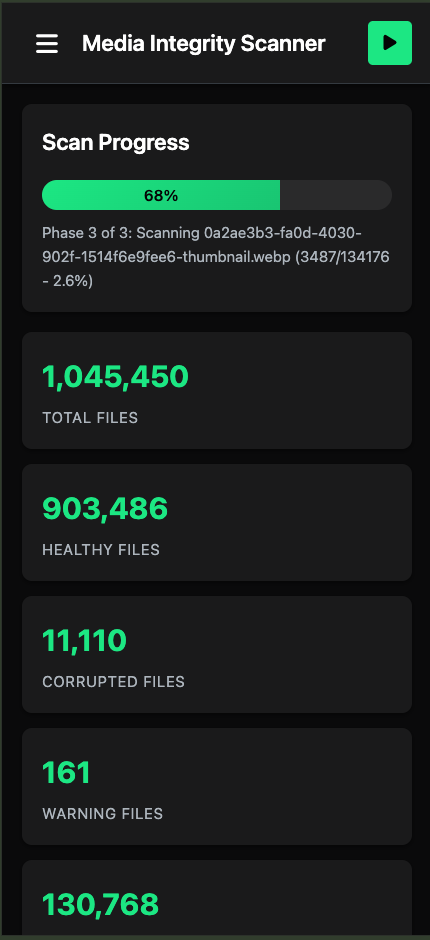 Media Integrity Scanner
Scan Progress
68%
Phase 3 of 3: Scanning 0a2ae3b3-fa0d-4030-
902f-1514f6e9fee6-thumbnail.webp (3487/134176
- 2.6%)
1,045,450
TOTAL FILES
903,486
HEALTHY FILES
11,110
CORRUPTED FILES
161
WARNING FILES
130,768